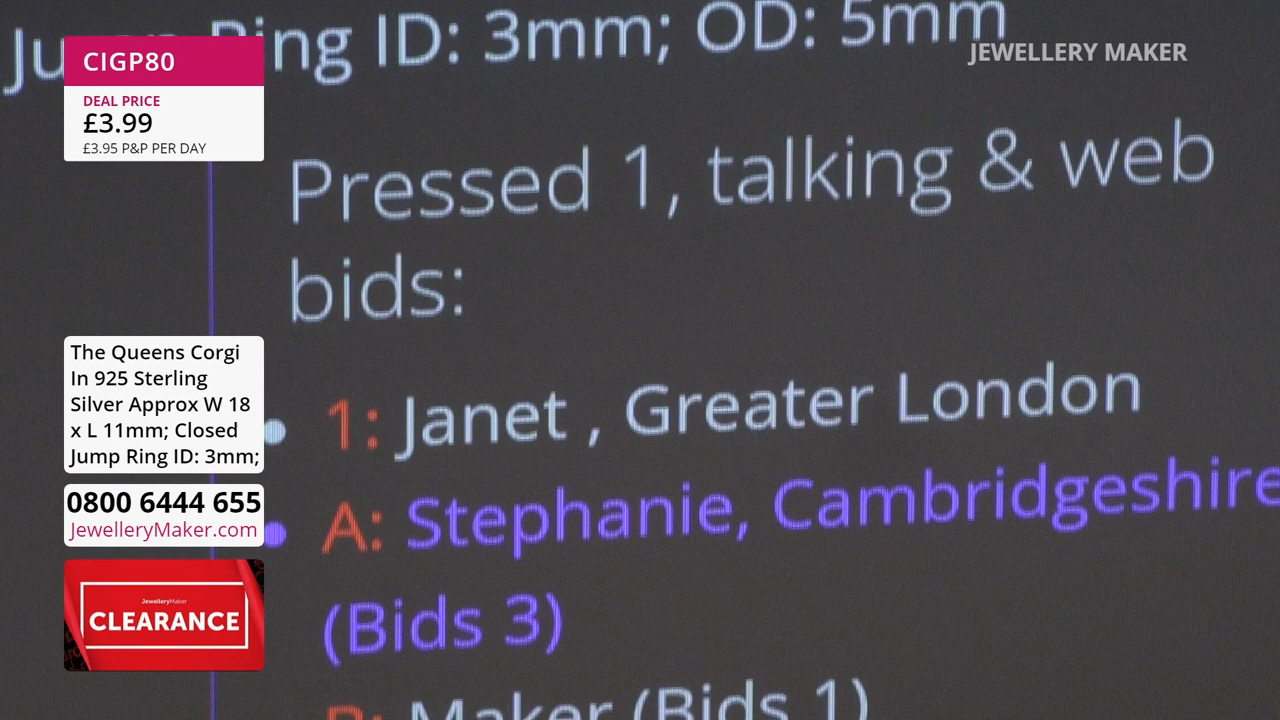 Jump Ring ID: 3mm; OD: 5mm
JEWELLERY MAKER
CIGP80
DEAL PRICE
£3.99
£3.95 P&P PER DAY
Pressed 1, talking & web
bids:
1: Janet , Greater London
A: Stephanie, Cambridgeshire
(Bids 3)
B: Maker (Bids 1)
The Queens Corgi
In 925 Sterling
Silver Approx W 18
x L 11mm; Closed
Jump Ring ID: 3mm;
0800 6444 655
JewelleryMaker.com
JewelleryMaker
CLEARANCE